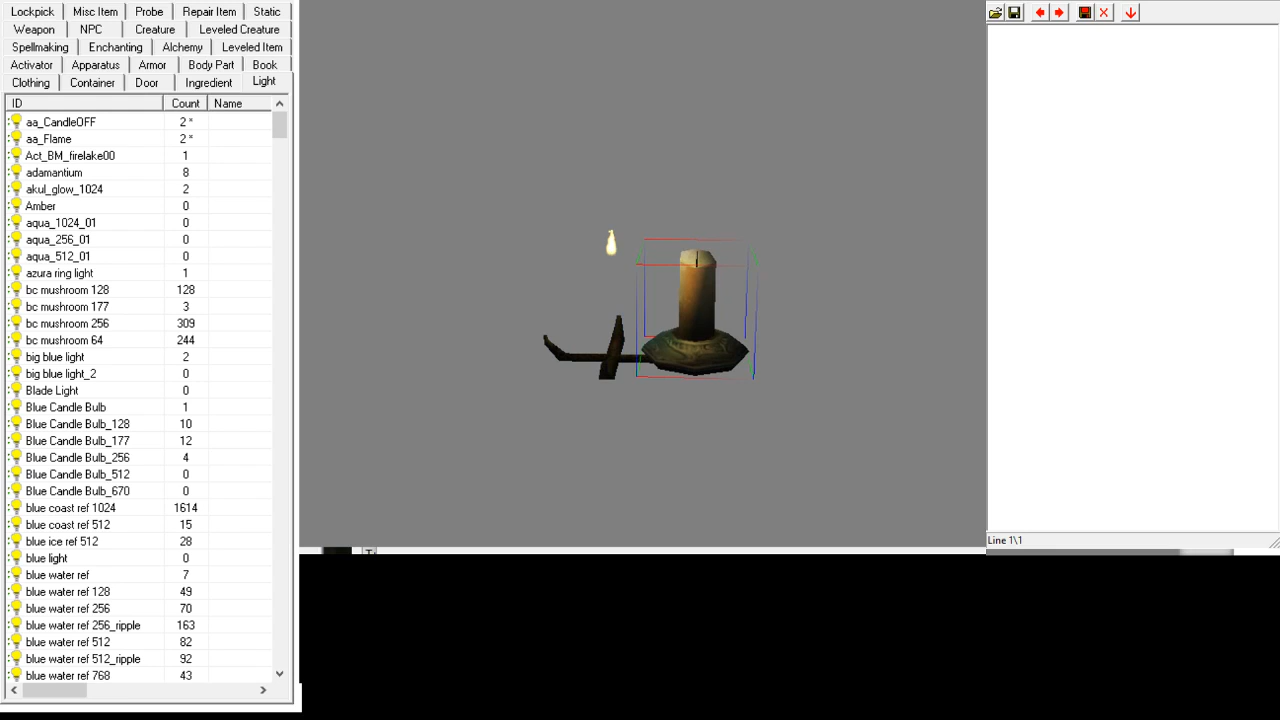 Lockpick Misc Item Probe Repair Item Static
Weapon NPC Creature Leveled Creature
Spellmaking Enchanting Alchemy Leveled Item
Activator Apparatus Armor Body Part Book
Clothing Container Door Ingredient Light
ID Count Name
aa_CandleOFF 2 *
aa_Flame 2 *
Act_BM_firelake00 1
adamantium 8
akul_glow_1024 2
Amber 0
aqua_1024_01 0
aqua_256_01 0
aqua_512_01 0
azura ring light 1
bc mushroom 128 128
bc mushroom 177 3
bc mushroom 256 309
bc mushroom 64 244
big blue light 2
big blue light_2 0
Blade Light 0
Blue Candle Bulb 1
Blue Candle Bulb_128 10
Blue Candle Bulb_177 12
Blue Candle Bulb_256 4
Blue Candle Bulb_512 0
Blue Candle Bulb_670 0
blue coast ref 1024 1614
blue coast ref 512 15
blue ice ref 512 28
blue light 0
blue water ref 7
blue water ref 128 49
blue water ref 256 70
blue water ref 256_ripple 163
blue water ref 512 82
blue water ref 512_ripple 92
blue water ref 768 43
Line 1\1